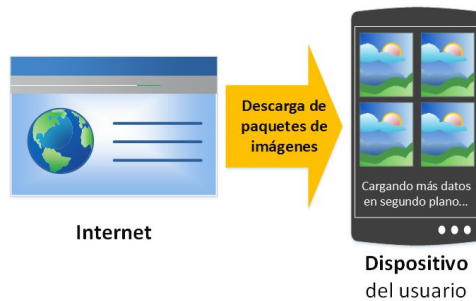 Descarga de
paquetes de
imágenes
Cargando más datos
en segundo plano...
Internet
Dispositivo
del usuario